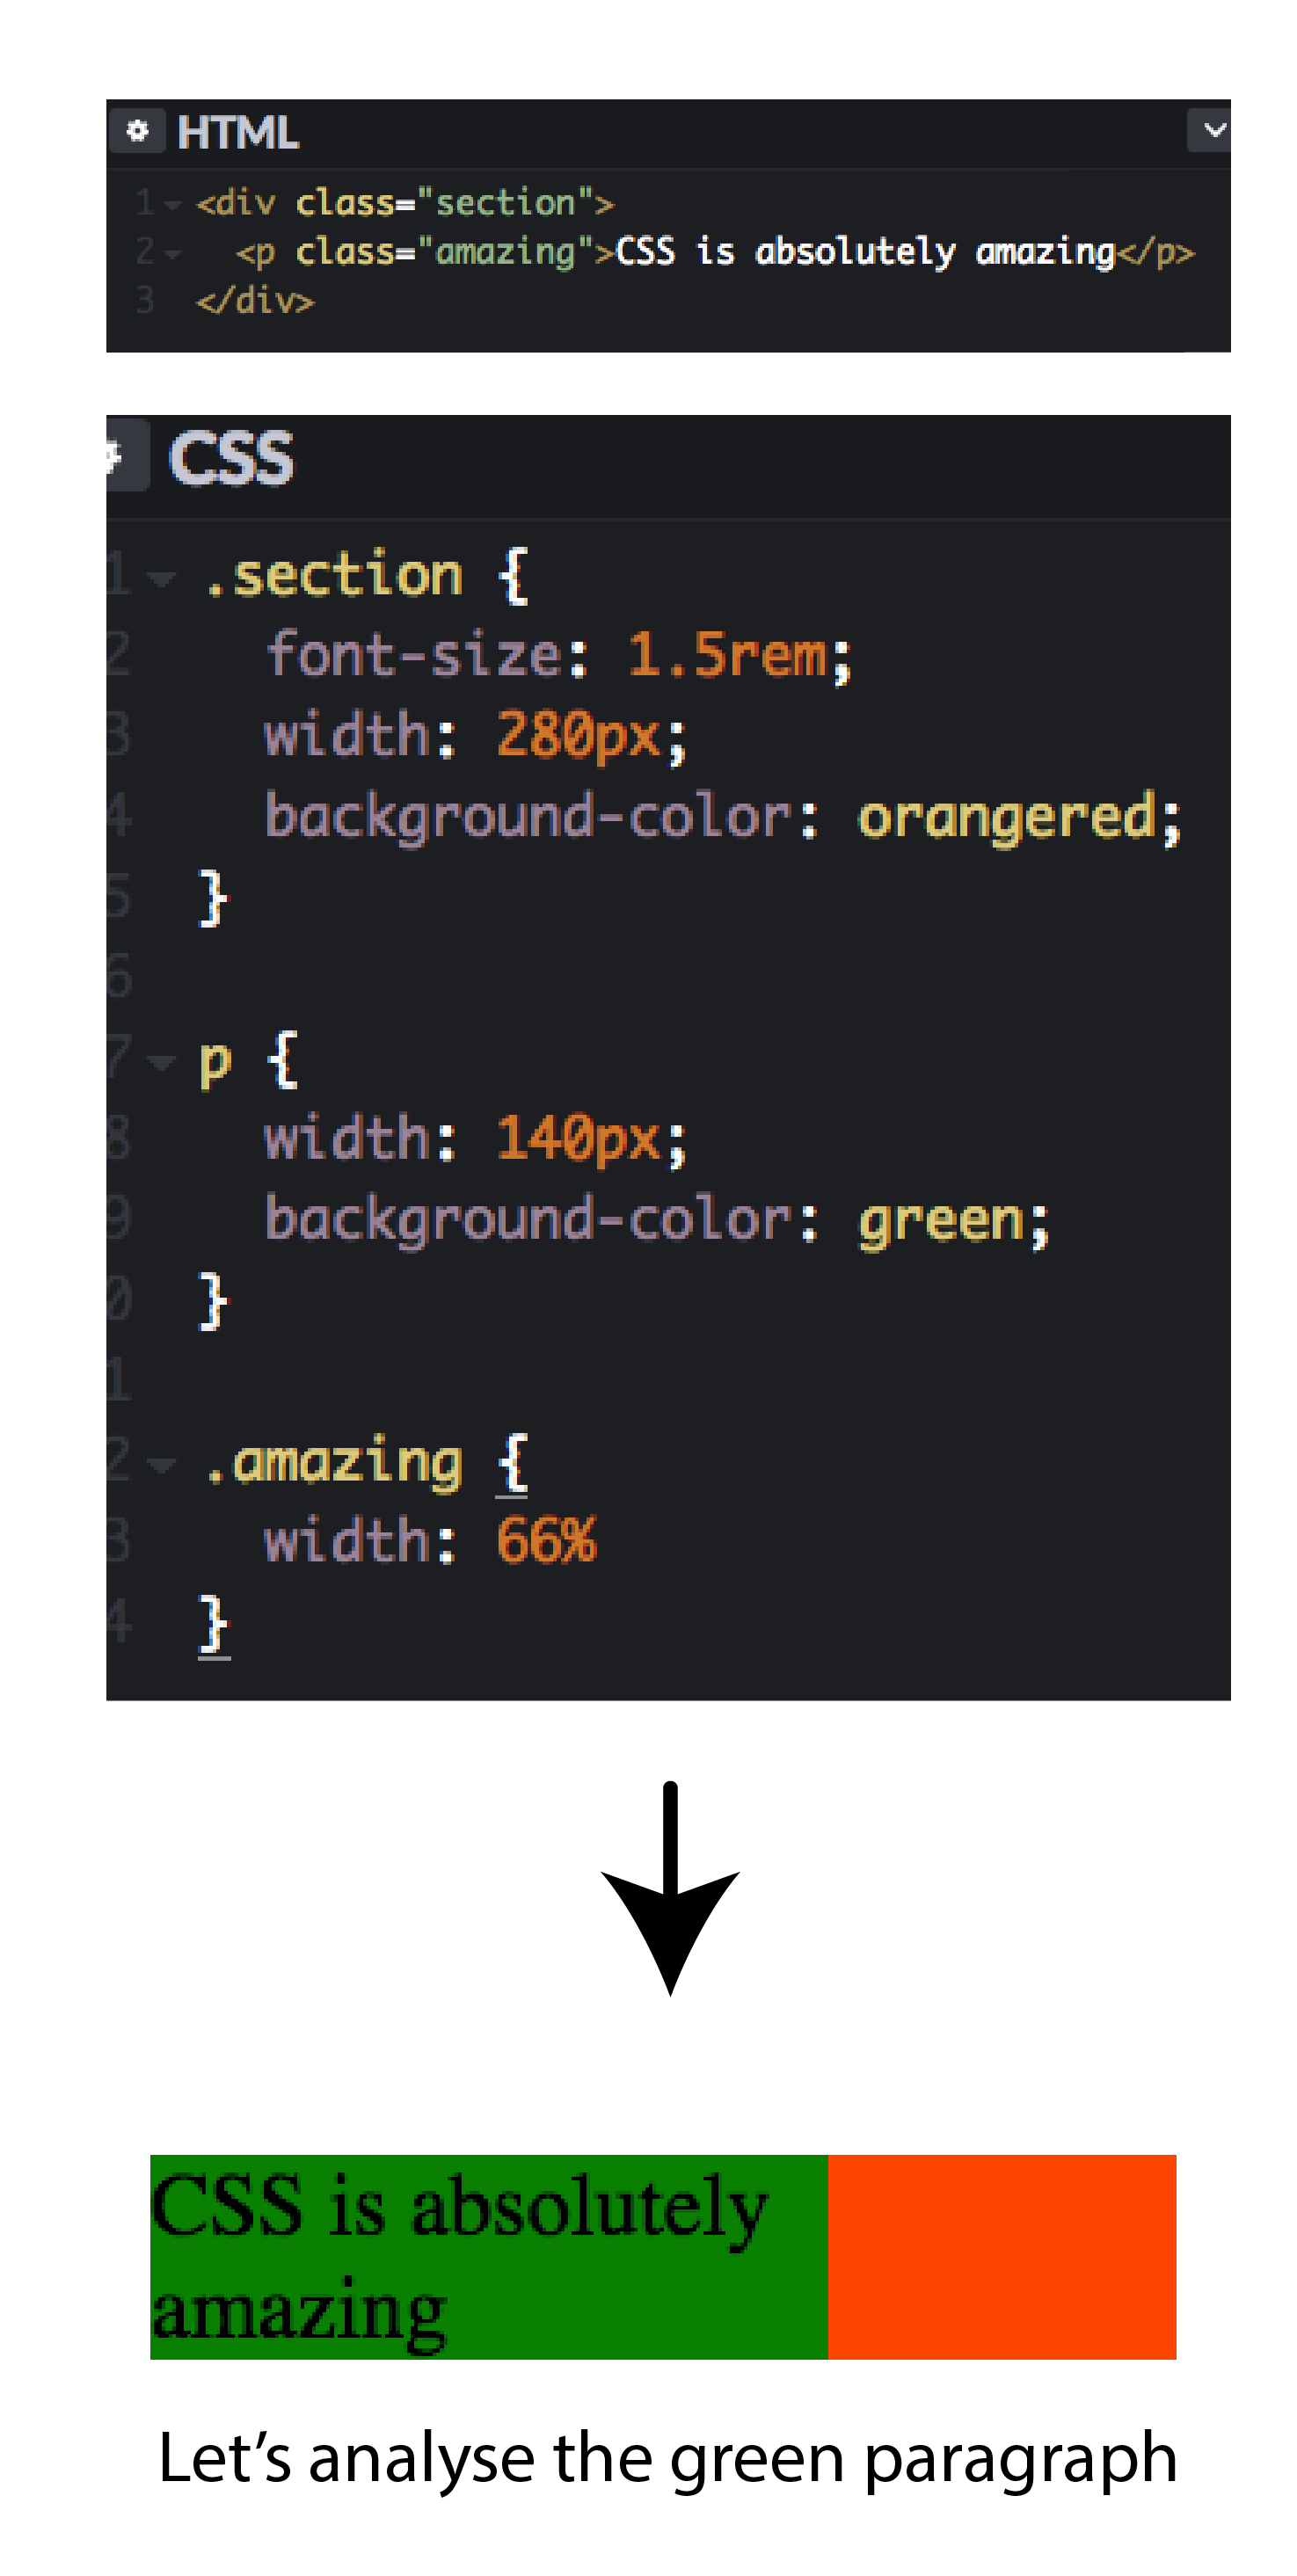 HTML
1 <div class="section">
2 <p class="amazing">CSS is absolutely amazing</p>
3 </div>
CSS
1 .section {
2 font-size: 1.5rem;
3 width: 280px;
4 background-color: orangered;
5 }
6
7 p {
8 width: 140px;
9 background-color: green;
0 }
1
2 .amazing {
3 width: 66%
4 }
CSS is absolutely
amazing
Let’s analyse the green paragraph